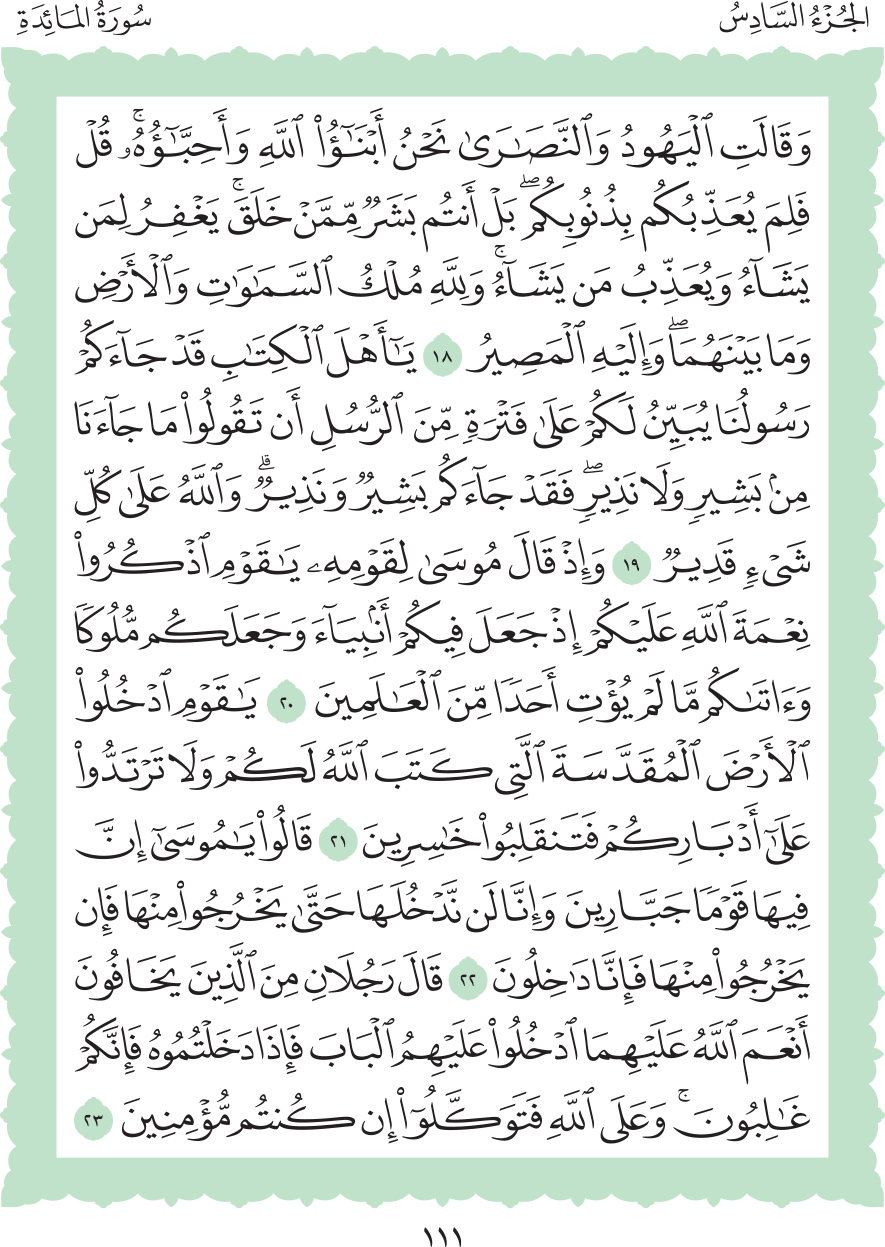 الجُزْءُ السَّادِسُ
سُورَةُ المَائِدَةِ
وَقَالَتِ ٱلۡيَهُودُ وَٱلنَّصَٰرَىٰ نَحۡنُ أَبۡنَٰٓؤُاْ ٱللَّهِ وَأَحِبَّٰٓؤُهُۥۚ قُلۡ
فَلِمَ يُعَذِّبُكُم بِذُنُوبِكُمۖ بَلۡ أَنتُم بَشَرٞ مِّمَّنۡ خَلَقَۚ يَغۡفِرُ لِمَن
يَشَآءُ وَيُعَذِّبُ مَن يَشَآءُۚ وَلِلَّهِ مُلۡكُ ٱلسَّمَٰوَٰتِ وَٱلۡأَرۡضِ
وَمَا بَيۡنَهُمَاۖ وَإِلَيۡهِ ٱلۡمَصِيرُ ١٨ يَٰٓأَهۡلَ ٱلۡكِتَٰبِ قَدۡ جَآءَكُمۡ
رَسُولُنَا يُبَيِّنُ لَكُمۡ عَلَىٰ فَتۡرَةٖ مِّنَ ٱلرُّسُلِ أَن تَقُولُواْ مَا جَآءَنَا
مِنۢ بَشِيرٖ وَلَا نَذِيرٖۖ فَقَدۡ جَآءَكُم بَشِيرٞ وَنَذِيرٞۗ وَٱللَّهُ عَلَىٰ كُلِّ
شَيۡءٖ قَدِيرٞ ١٩ وَإِذۡ قَالَ مُوسَىٰ لِقَوۡمِهِۦ يَٰقَوۡمِ ٱذۡكُرُواْ
نِعۡمَةَ ٱللَّهِ عَلَيۡكُمۡ إِذۡ جَعَلَ فِيكُمۡ أَنۢبِيَآءَ وَجَعَلَكُم مُّلُوكٗا
وَءَاتَىٰكُم مَّا لَمۡ يُؤۡتِ أَحَدٗا مِّنَ ٱلۡعَٰلَمِينَ ٢٠ يَٰقَوۡمِ ٱدۡخُلُواْ
ٱلۡأَرۡضَ ٱلۡمُقَدَّسَةَ ٱلَّتِي كَتَبَ ٱللَّهُ لَكُمۡ وَلَا تَرۡتَدُّواْ
عَلَىٰٓ أَدۡبَارِكُمۡ فَتَنقَلِبُواْ خَٰسِرِينَ ٢١ قَالُواْ يَٰمُوسَىٰٓ إِنَّ
فِيهَا قَوۡمٗا جَبَّارِينَ وَإِنَّا لَن نَّدۡخُلَهَا حَتَّىٰ يَخۡرُجُواْ مِنۡهَا فَإِن
يَخۡرُجُواْ مِنۡهَا فَإِنَّا دَٰخِلُونَ ٢٢ قَالَ رَجُلَانِ مِنَ ٱلَّذِينَ يَخَافُونَ
أَنۡعَمَ ٱللَّهُ عَلَيۡهِمَا ٱدۡخُلُواْ عَلَيۡهِمُ ٱلۡبَابَ فَإِذَا دَخَلۡتُمُوهُ فَإِنَّكُمۡ
غَٰلِبُونَۚ وَعَلَى ٱللَّهِ فَتَوَكَّلُوٓاْ إِن كُنتُم مُّؤۡمِنِينَ ٢٣
١١١